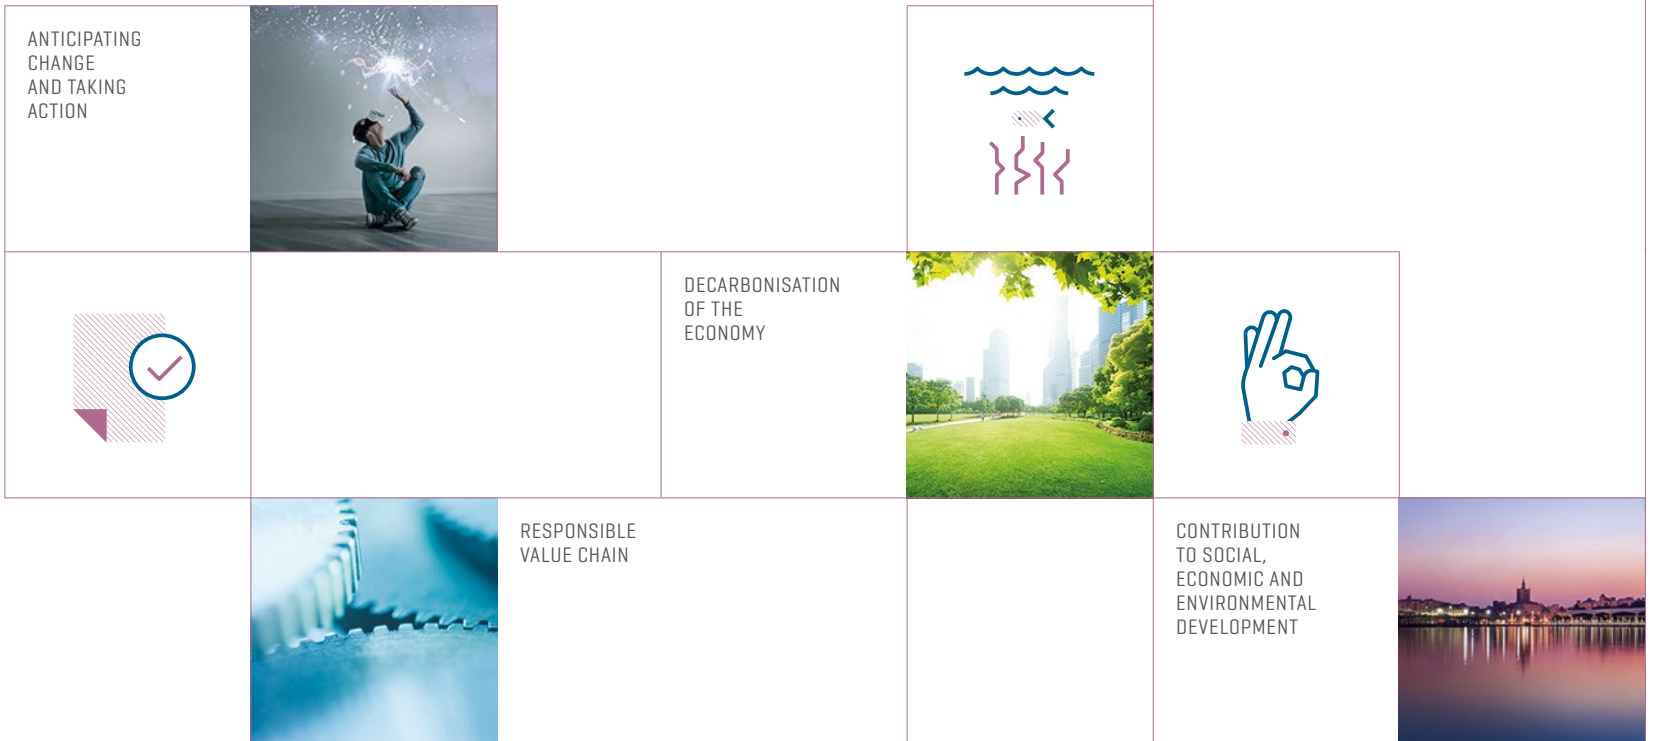 ANTICIPATING
CHANGE
AND TAKING
ACTION
DECARBONISATION
OF THE
ECONOMY
RESPONSIBLE
VALUE CHAIN
CONTRIBUTION
TO SOCIAL,
ECONOMIC AND
ENVIRONMENTAL
DEVELOPMENT